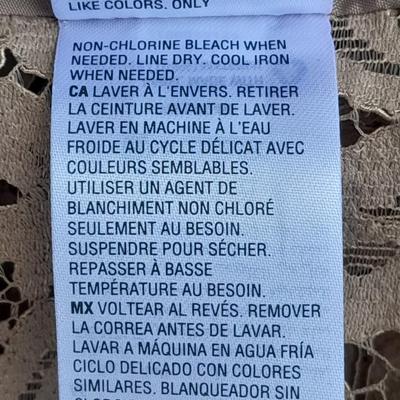 LIKE COLORS. ONLY
NON-CHLORINE BLEACH WHEN
NEEDED. LINE DRY. COOL IRON
WHEN NEEDED.
CA LAVER À L'ENVERS. RETIRER
LA CEINTURE AVANT DE LAVER.
LAVER EN MACHINE À L'EAU
FROIDE AU CYCLE DÉLICAT AVEC
COULEURS SEMBLABLES.
UTILISER UN AGENT DE
BLANCHIMENT NON CHLORÉ
SEULEMENT AU BESOIN.
SUSPENDRE POUR SÉCHER.
REPASSER À BASSE
TEMPÉRATURE AU BESOIN.
MX VOLTEAR AL REVÉS. REMOVER
LA CORREA ANTES DE LAVAR.
LAVAR A MÁQUINA EN AGUA FRÍA
CICLO DELICADO CON COLORES
SIMILARES. BLANQUEADOR SIN